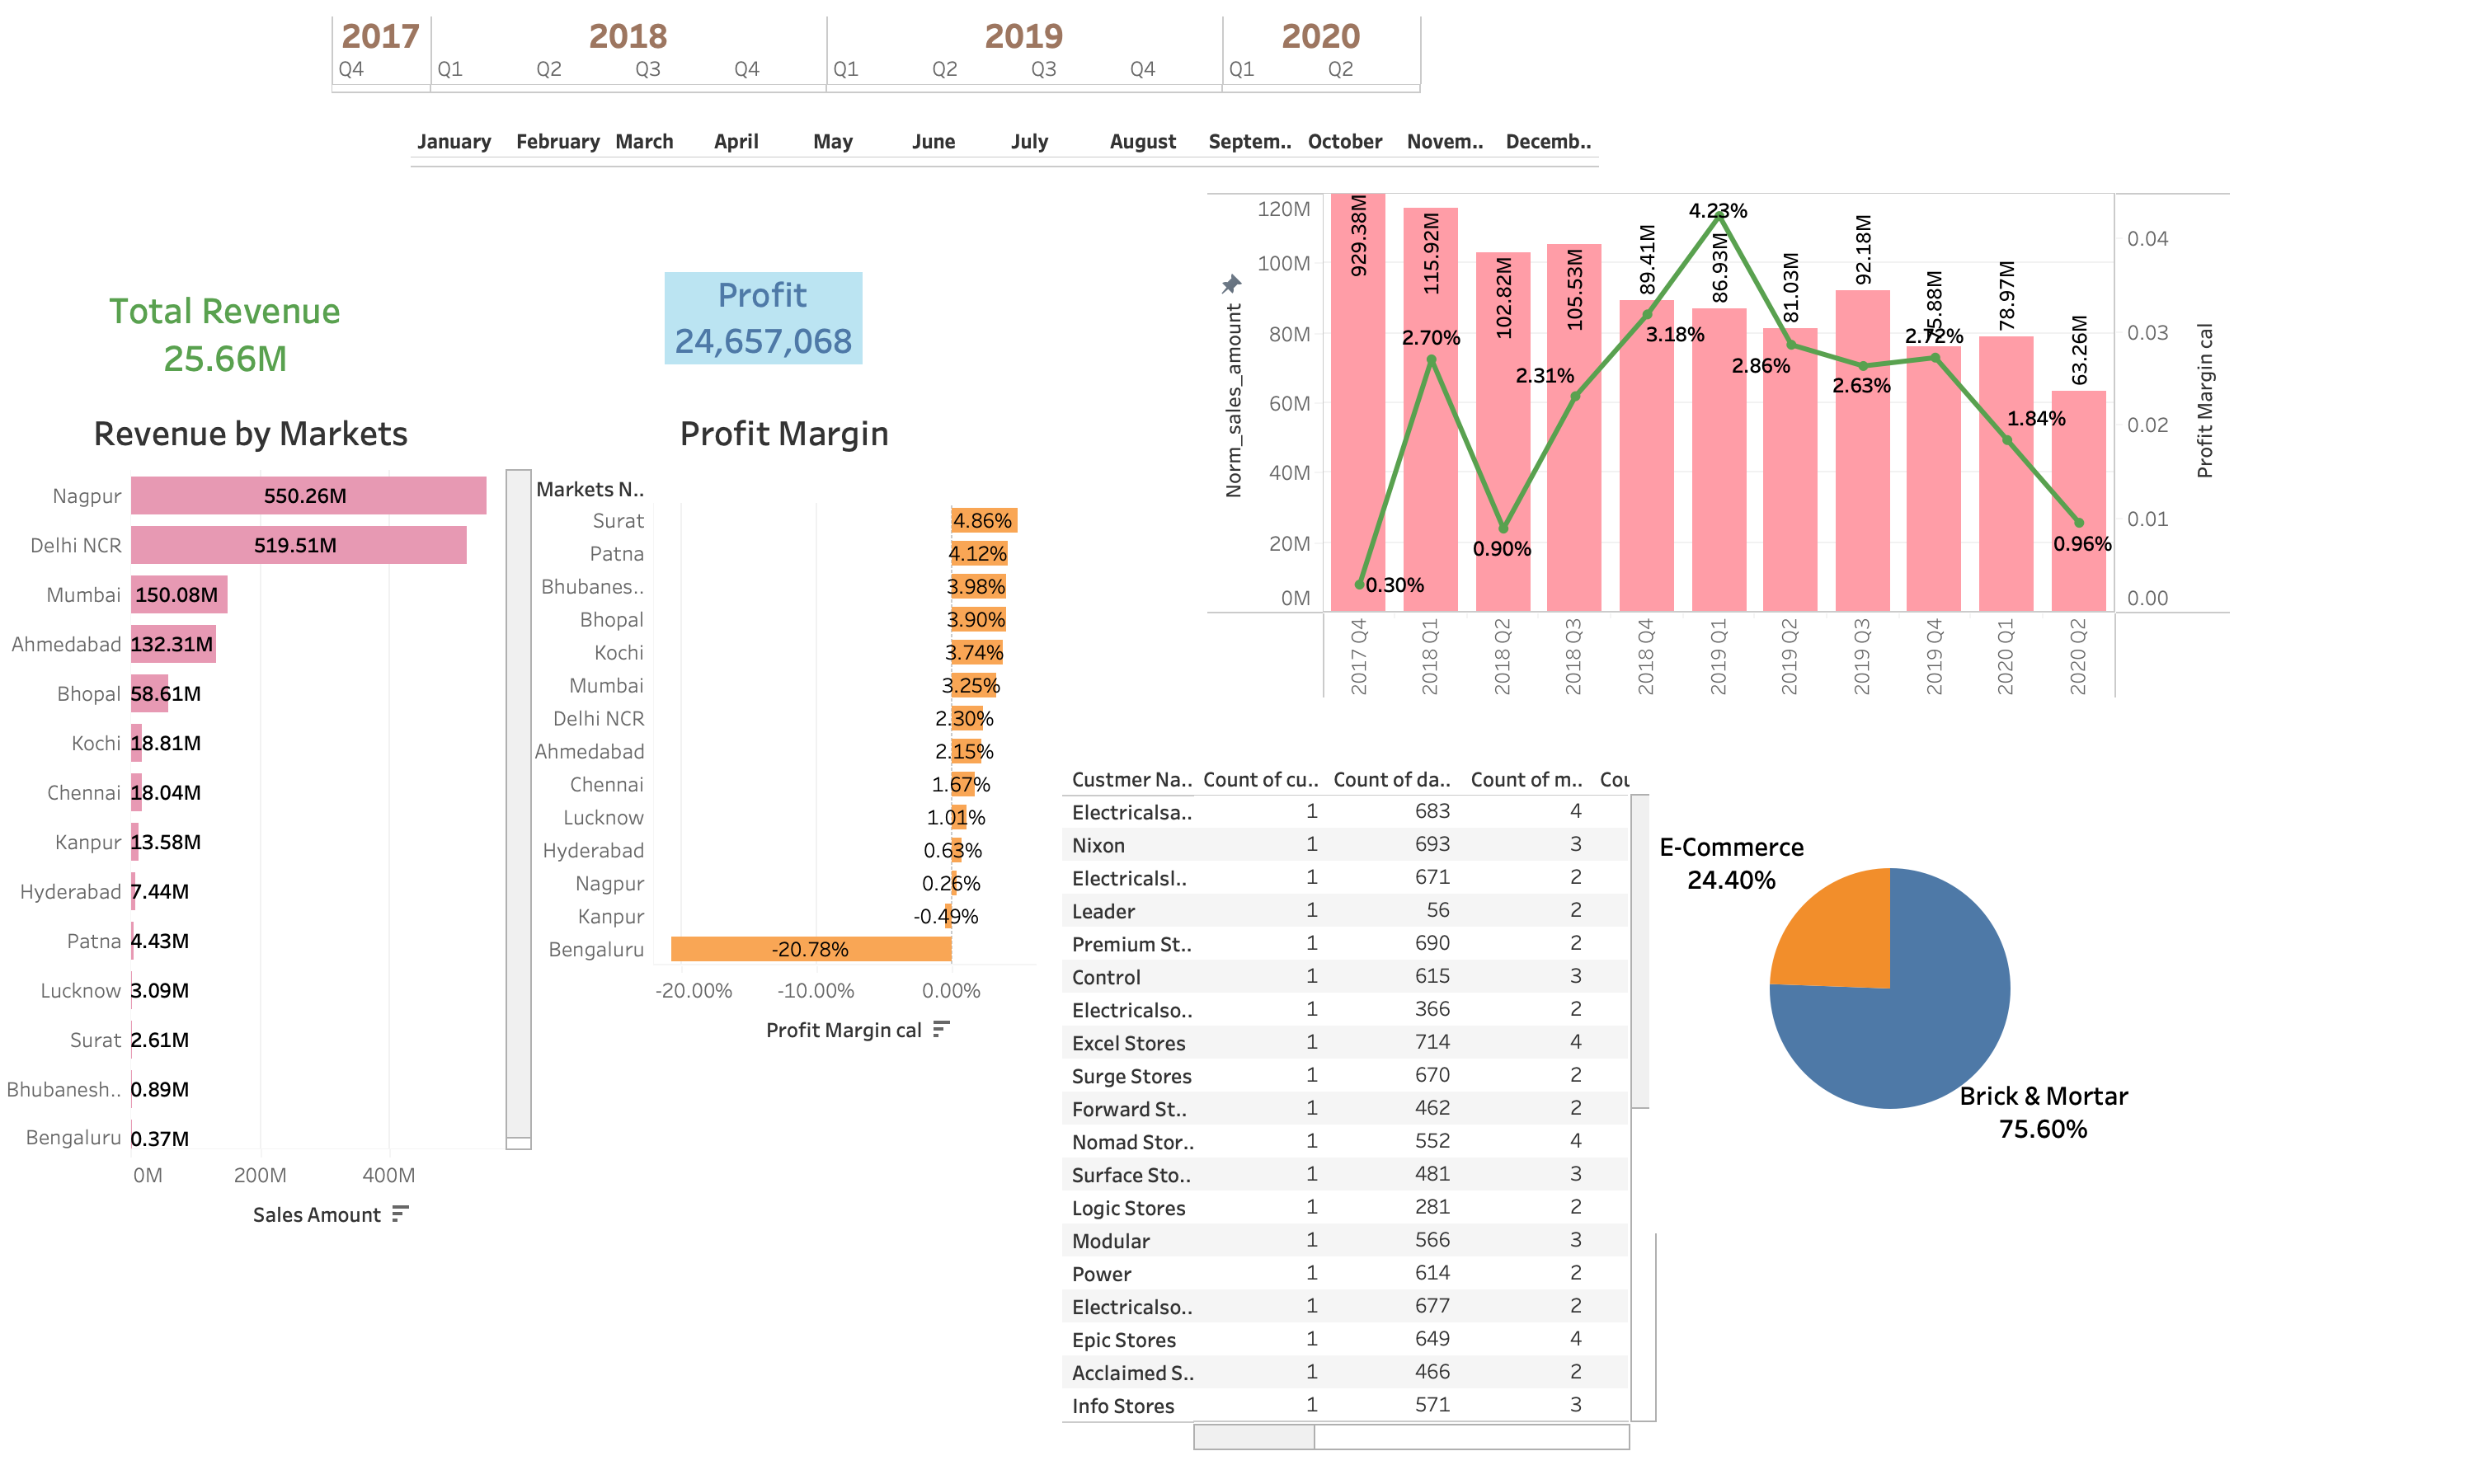 2017 2018 2019 2020
Q4 Q1 Q2 Q3 Q4 Q1 Q2 Q3 Q4 Q1 Q2
January February March April May June July August Septem.. October Novem.. Decemb..
Total Revenue
25.66M
Profit
24,657,068
Revenue by Markets
Nagpur 550.26M
Delhi NCR 519.51M
Mumbai 150.08M
Ahmedabad 132.31M
Bhopal 58.61M
Kochi 18.81M
Chennai 18.04M
Kanpur 13.58M
Hyderabad 7.44M
Patna 4.43M
Lucknow 3.09M
Surat 2.61M
Bhubanesh.. 0.89M
Bengaluru 0.37M
0M 200M 400M
Sales Amount
Profit Margin
Markets N..
Surat 4.86%
Patna 4.12%
Bhubanes.. 3.98%
Bhopal 3.90%
Kochi 3.74%
Mumbai 3.25%
Delhi NCR 2.30%
Ahmedabad 2.15%
Chennai 1.67%
Lucknow 1.01%
Hyderabad 0.63%
Nagpur 0.26%
Kanpur -0.49%
Bengaluru -20.78%
-20.00% -10.00% 0.00%
Profit Margin cal
Norm_sales_amount
120M
100M
80M
60M
40M
20M
0M
929.38M 115.92M 102.82M 105.53M 89.41M 86.93M 81.03M 92.18M 78.97M 63.26M
0.30% 2.70% 0.90% 2.31% 3.18% 4.23% 2.86% 2.63% 2.72% 1.84% 0.96%
0.04
0.03
0.02
0.01
0.00
Profit Margin cal
2017 Q4 2018 Q1 2018 Q2 2018 Q3 2018 Q4 2019 Q1 2019 Q2 2019 Q3 2019 Q4 2020 Q1 2020 Q2
Custmer Na.. Count of cu.. Count of da.. Count of m.. Cou
Electricalsa.. 1 683 4
Nixon 1 693 3
Electricalsl.. 1 671 2
Leader 1 56 2
Premium St.. 1 690 2
Control 1 615 3
Electricalso.. 1 366 2
Excel Stores 1 714 4
Surge Stores 1 670 2
Forward St.. 1 462 2
Nomad Stor.. 1 552 4
Surface Sto.. 1 481 3
Logic Stores 1 281 2
Modular 1 566 3
Power 1 614 2
Electricalso.. 1 677 2
Epic Stores 1 649 4
Acclaimed S.. 1 466 2
Info Stores 1 571 3
E-Commerce
24.40%
Brick & Mortar
75.60%